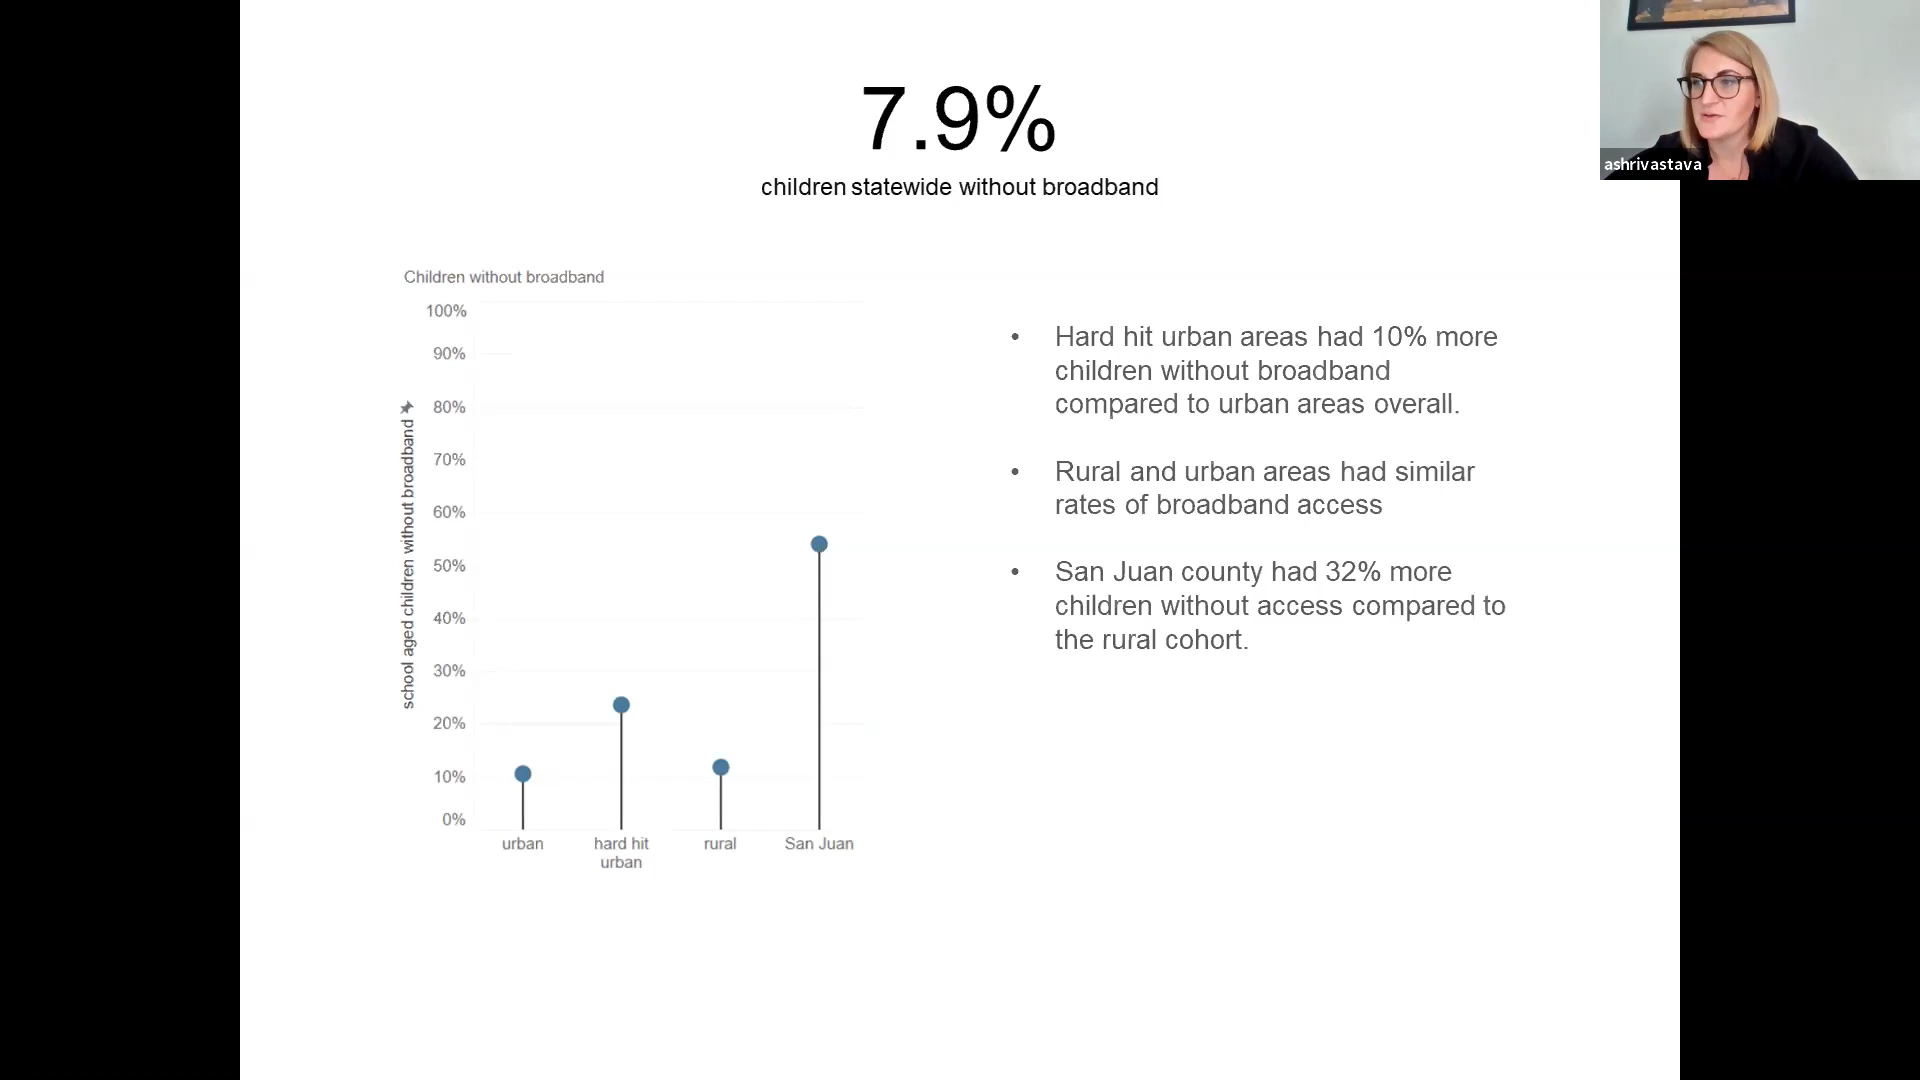 7.9%
children statewide without broadband
ashrivastava
Children without broadband
school aged children without broadband
100%
90%
80%
70%
60%
50%
40%
30%
20%
10%
0%
urban
hard hit
urban
rural
San Juan
• Hard hit urban areas had 10% more
children without broadband
compared to urban areas overall.
• Rural and urban areas had similar
rates of broadband access
• San Juan county had 32% more
children without access compared to
the rural cohort.